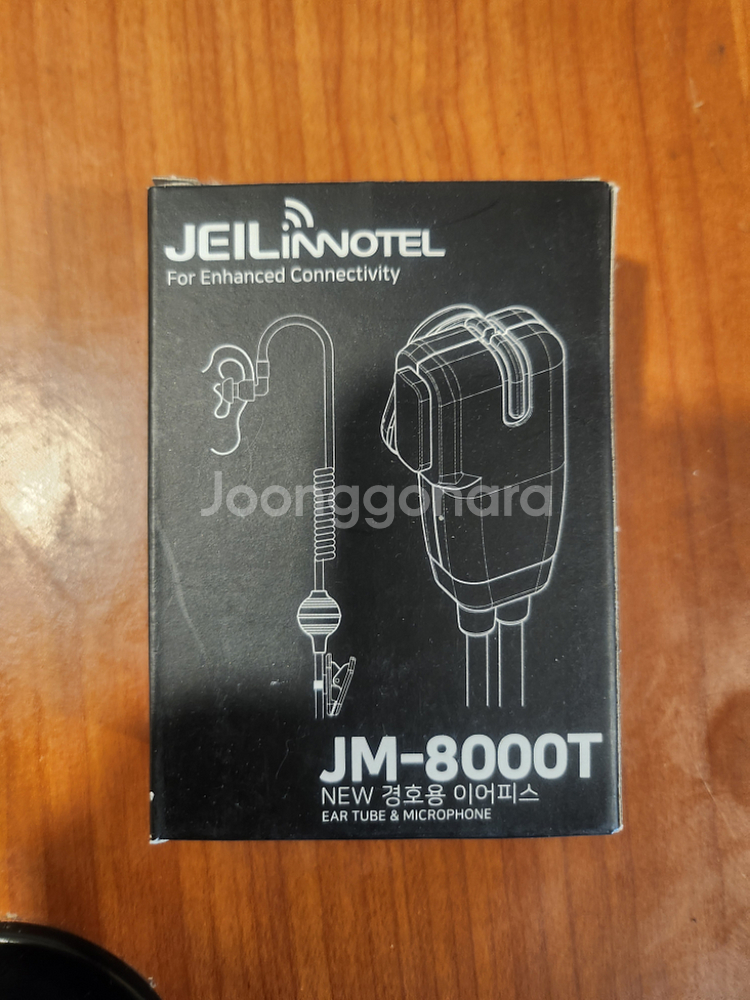 JEILINNOTEL
For Enhanced Connectivity
Joonggonara
JM-8000T
NEW 경호용 이어피스
EAR TUBE & MICROPHONE